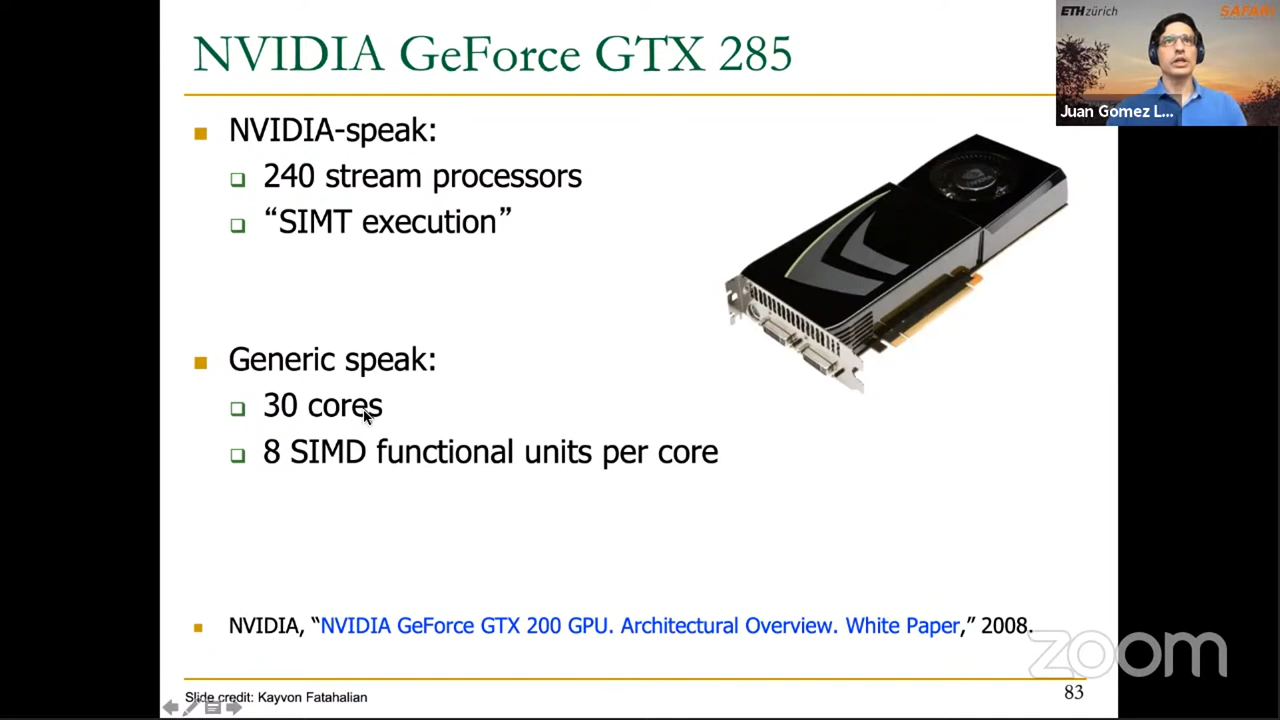 NVIDIA GeForce GTX 285
ETHzürich
SAFARI
Juan Gomez L...
NVIDIA-speak:
240 stream processors
“SIMT execution”
Generic speak:
30 cores
8 SIMD functional units per core
NVIDIA, “NVIDIA GeForce GTX 200 GPU. Architectural Overview. White Paper,” 2008.
zoom
Slide credit: Kayvon Fatahalian
83